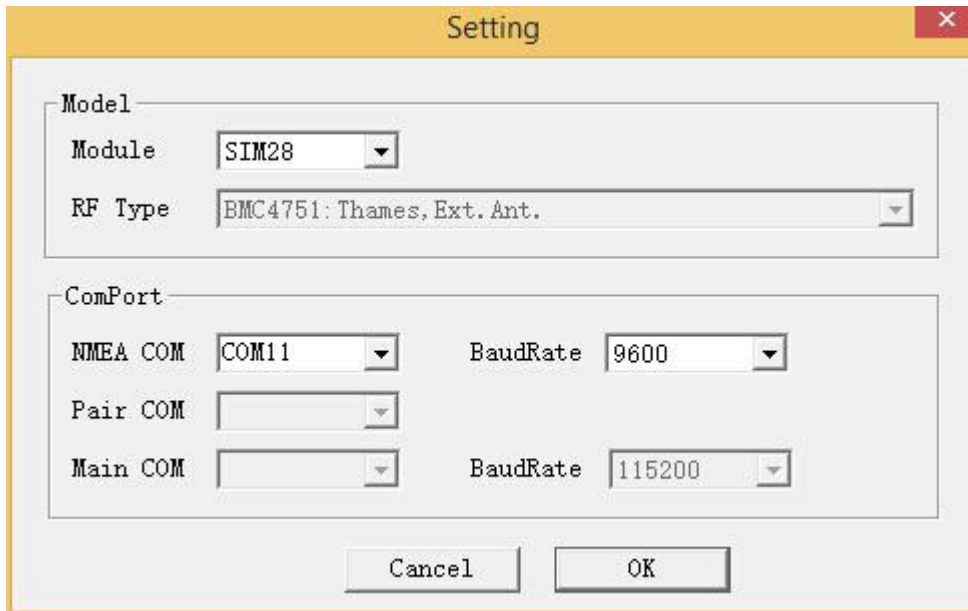 Setting
Model
Module SIM28
RF Type BMC4751:Thames,Ext.Ant.
ComPort
NMEA COM COM11 BaudRate 9600
Pair COM
Main COM BaudRate 115200
Cancel OK